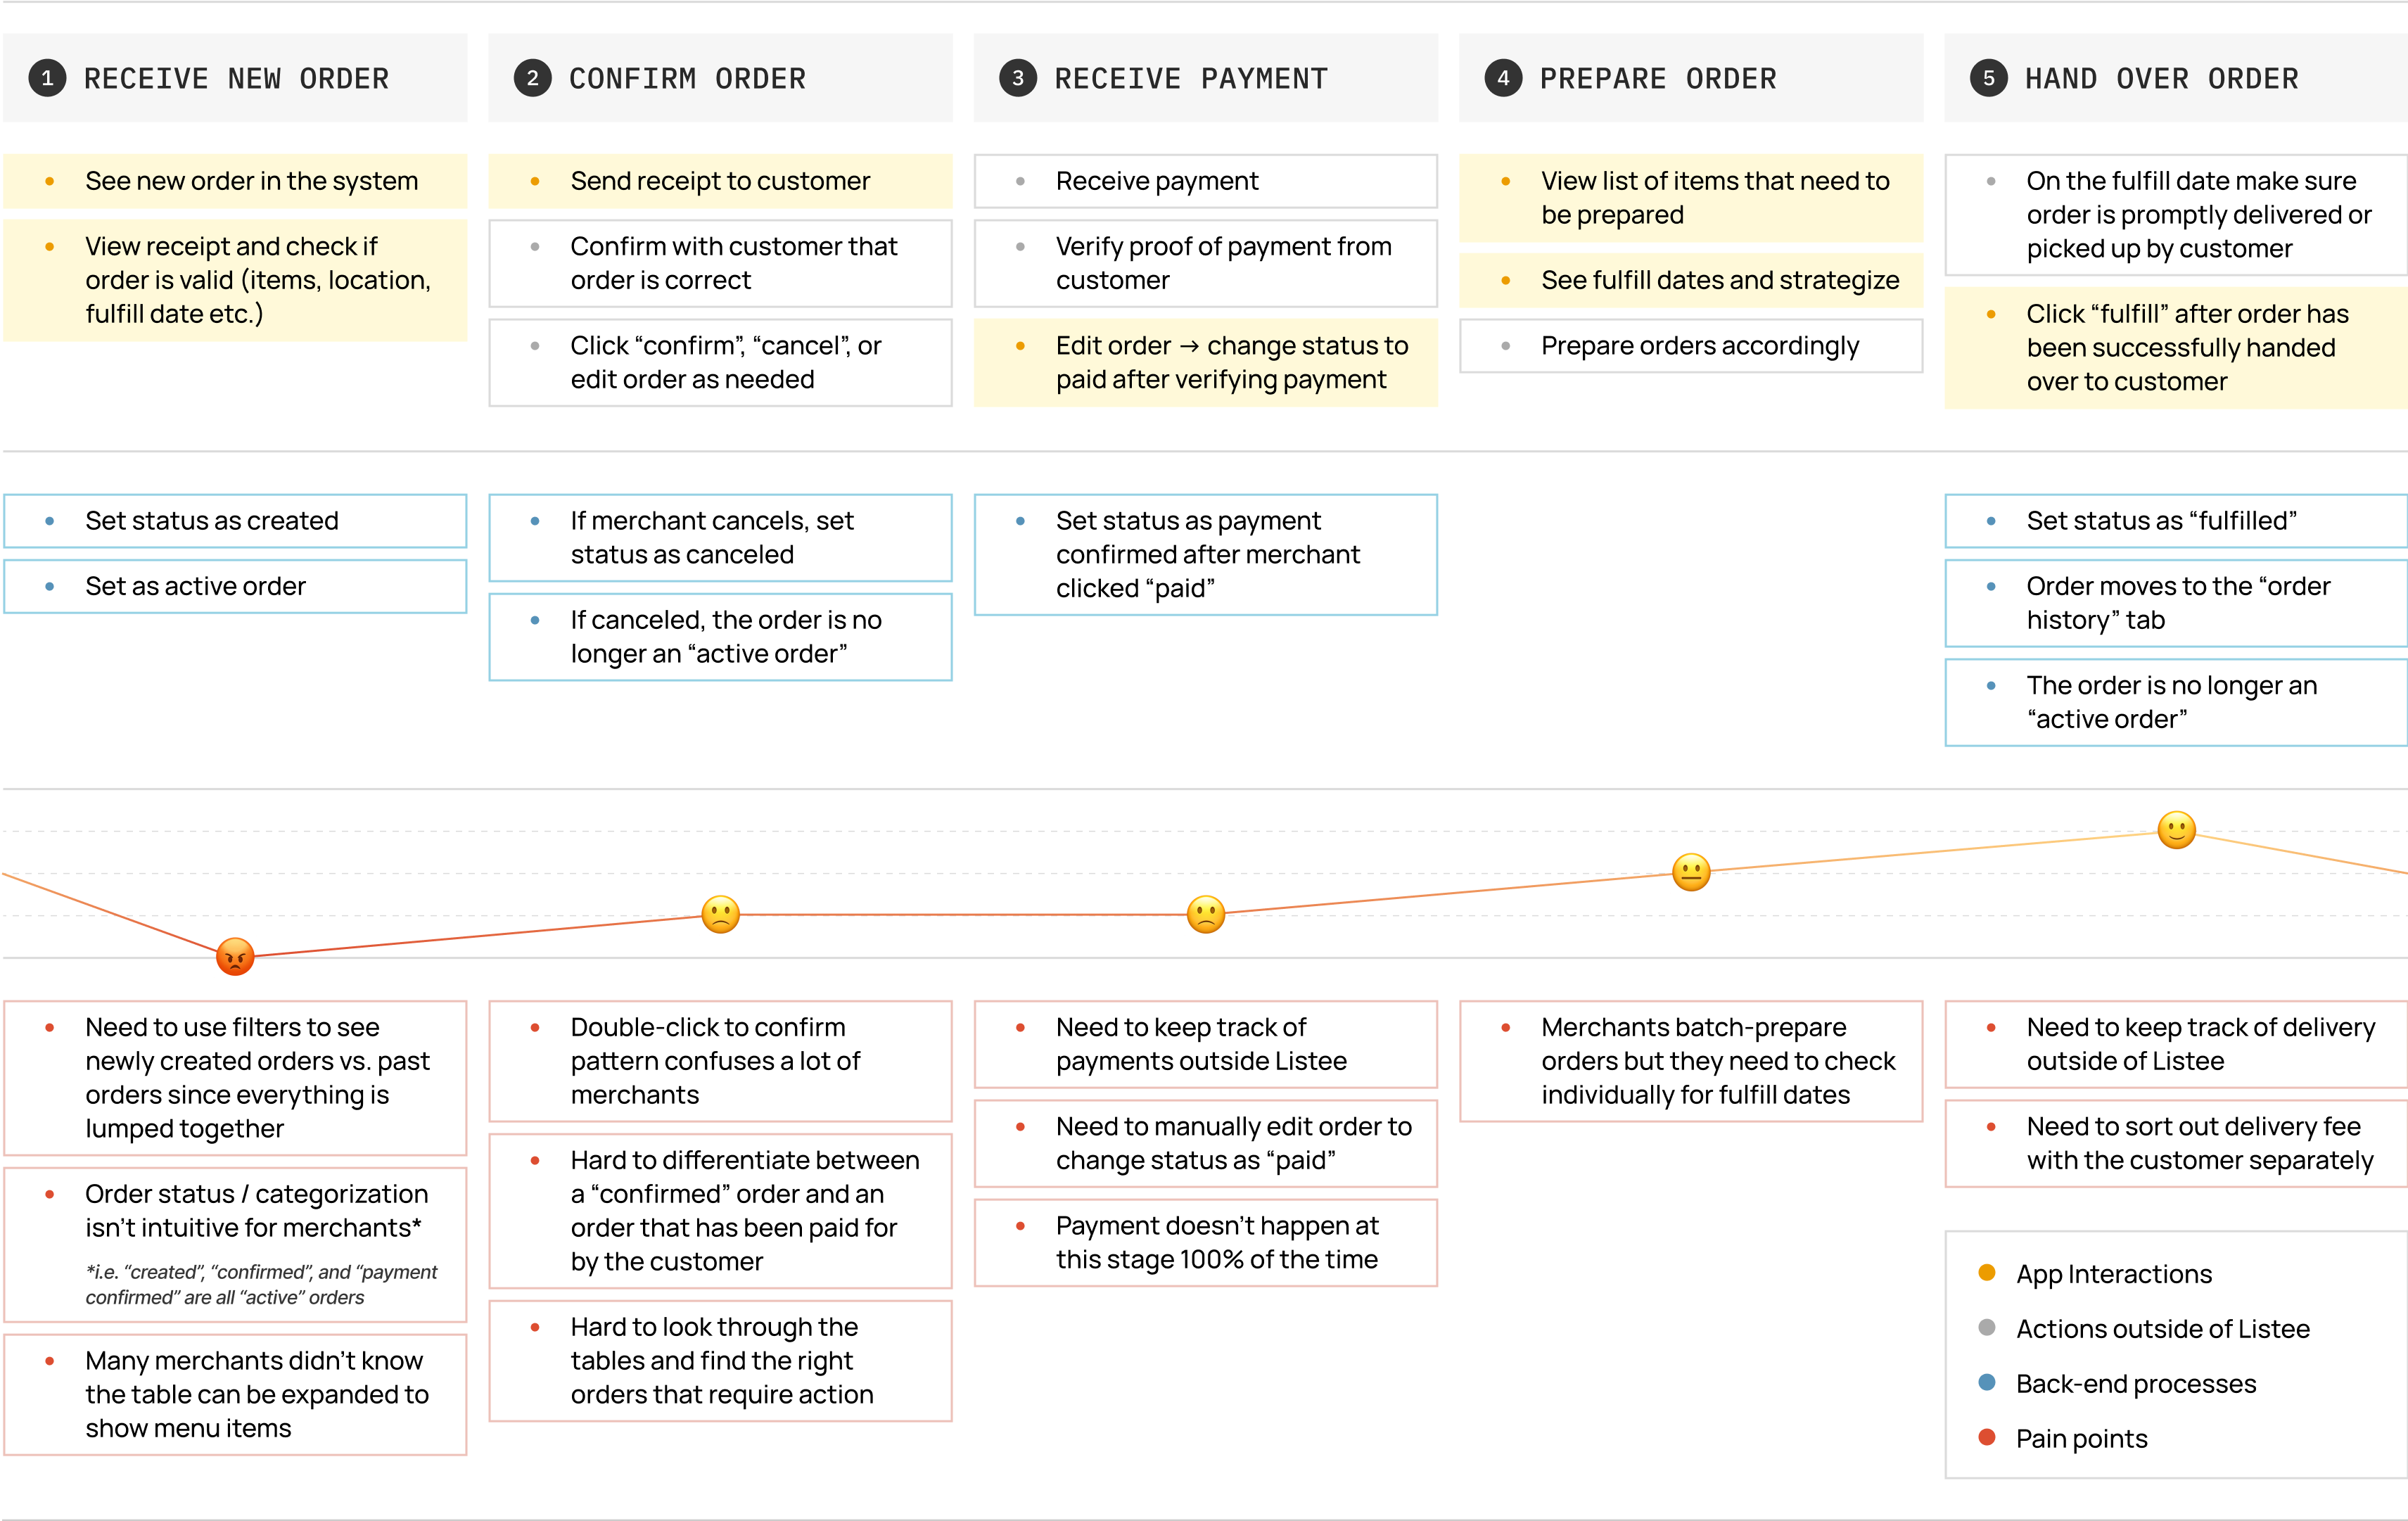 1 RECEIVE NEW ORDER
2 CONFIRM ORDER
3 RECEIVE PAYMENT
4 PREPARE ORDER
5 HAND OVER ORDER
See new order in the system
View receipt and check if
order is valid (items, location,
fulfill date etc.)
Send receipt to customer
Confirm with customer that
order is correct
Click “confirm”, “cancel”, or
edit order as needed
Receive payment
Verify proof of payment from
customer
Edit order → change status to
paid after verifying payment
View list of items that need to
be prepared
See fulfill dates and strategize
Prepare orders accordingly
On the fulfill date make sure
order is promptly delivered or
picked up by customer
Click “fulfill” after order has
been successfully handed
over to customer
Set status as created
Set as active order
If merchant cancels, set
status as canceled
If canceled, the order is no
longer an “active order”
Set status as payment
confirmed after merchant
clicked “paid”
Set status as “fulfilled”
Order moves to the “order
history” tab
The order is no longer an
“active order”
Need to use filters to see
newly created orders vs. past
orders since everything is
lumped together
Order status / categorization
isn’t intuitive for merchants*
*i.e. “created”, “confirmed”, and “payment
confirmed” are all “active” orders
Many merchants didn’t know
the table can be expanded to
show menu items
Double-click to confirm
pattern confuses a lot of
merchants
Hard to differentiate between
a “confirmed” order and an
order that has been paid for
by the customer
Hard to look through the
tables and find the right
orders that require action
Need to keep track of
payments outside Listee
Need to manually edit order to
change status as “paid”
Payment doesn’t happen at
this stage 100% of the time
Merchants batch-prepare
orders but they need to check
individually for fulfill dates
Need to keep track of delivery
outside of Listee
Need to sort out delivery fee
with the customer separately
App Interactions
Actions outside of Listee
Back-end processes
Pain points